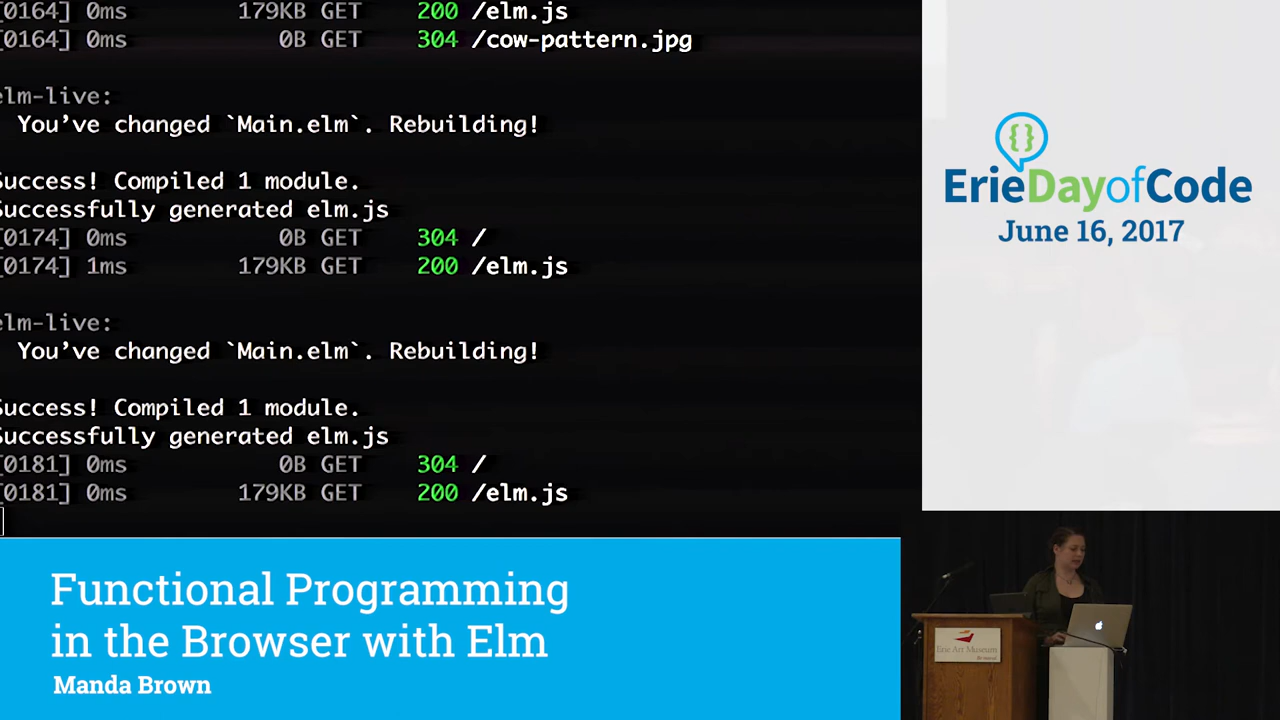 [0164] 0ms 179KB GET 200 /elm.js
[0164] 0ms 0B GET 304 /cow-pattern.jpg
elm-live:
You’ve changed `Main.elm`. Rebuilding!
Success! Compiled 1 module.
Successfully generated elm.js
[0174] 0ms 0B GET 304 /
[0174] 1ms 179KB GET 200 /elm.js
elm-live:
You’ve changed `Main.elm`. Rebuilding!
Success! Compiled 1 module.
Successfully generated elm.js
[0181] 0ms 0B GET 304 /
[0181] 0ms 179KB GET 200 /elm.js
{}
ErieDayofCode
June 16, 2017
Functional Programming
in the Browser with Elm
Manda Brown
Erie Art Museum